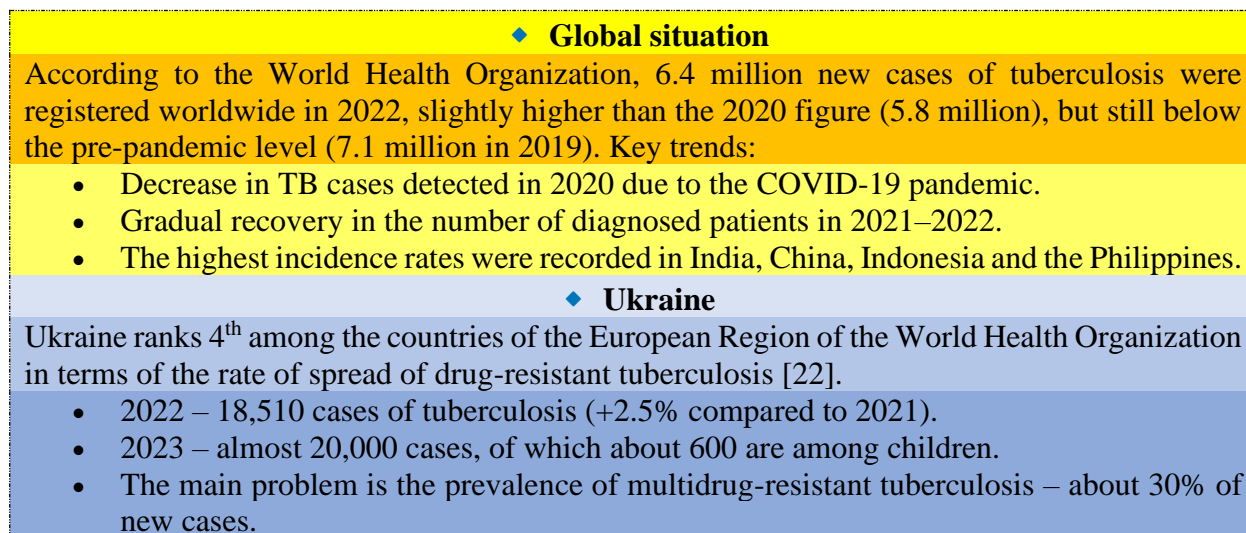 ◆ Global situation
According to the World Health Organization, 6.4 million new cases of tuberculosis were
registered worldwide in 2022, slightly higher than the 2020 figure (5.8 million), but still below
the pre-pandemic level (7.1 million in 2019). Key trends:
• Decrease in TB cases detected in 2020 due to the COVID-19 pandemic.
• Gradual recovery in the number of diagnosed patients in 2021–2022.
• The highest incidence rates were recorded in India, China, Indonesia and the Philippines.
◆ Ukraine
Ukraine ranks 4th among the countries of the European Region of the World Health Organization
in terms of the rate of spread of drug-resistant tuberculosis [22].
• 2022 – 18,510 cases of tuberculosis (+2.5% compared to 2021).
• 2023 – almost 20,000 cases, of which about 600 are among children.
• The main problem is the prevalence of multidrug-resistant tuberculosis – about 30% of
new cases.